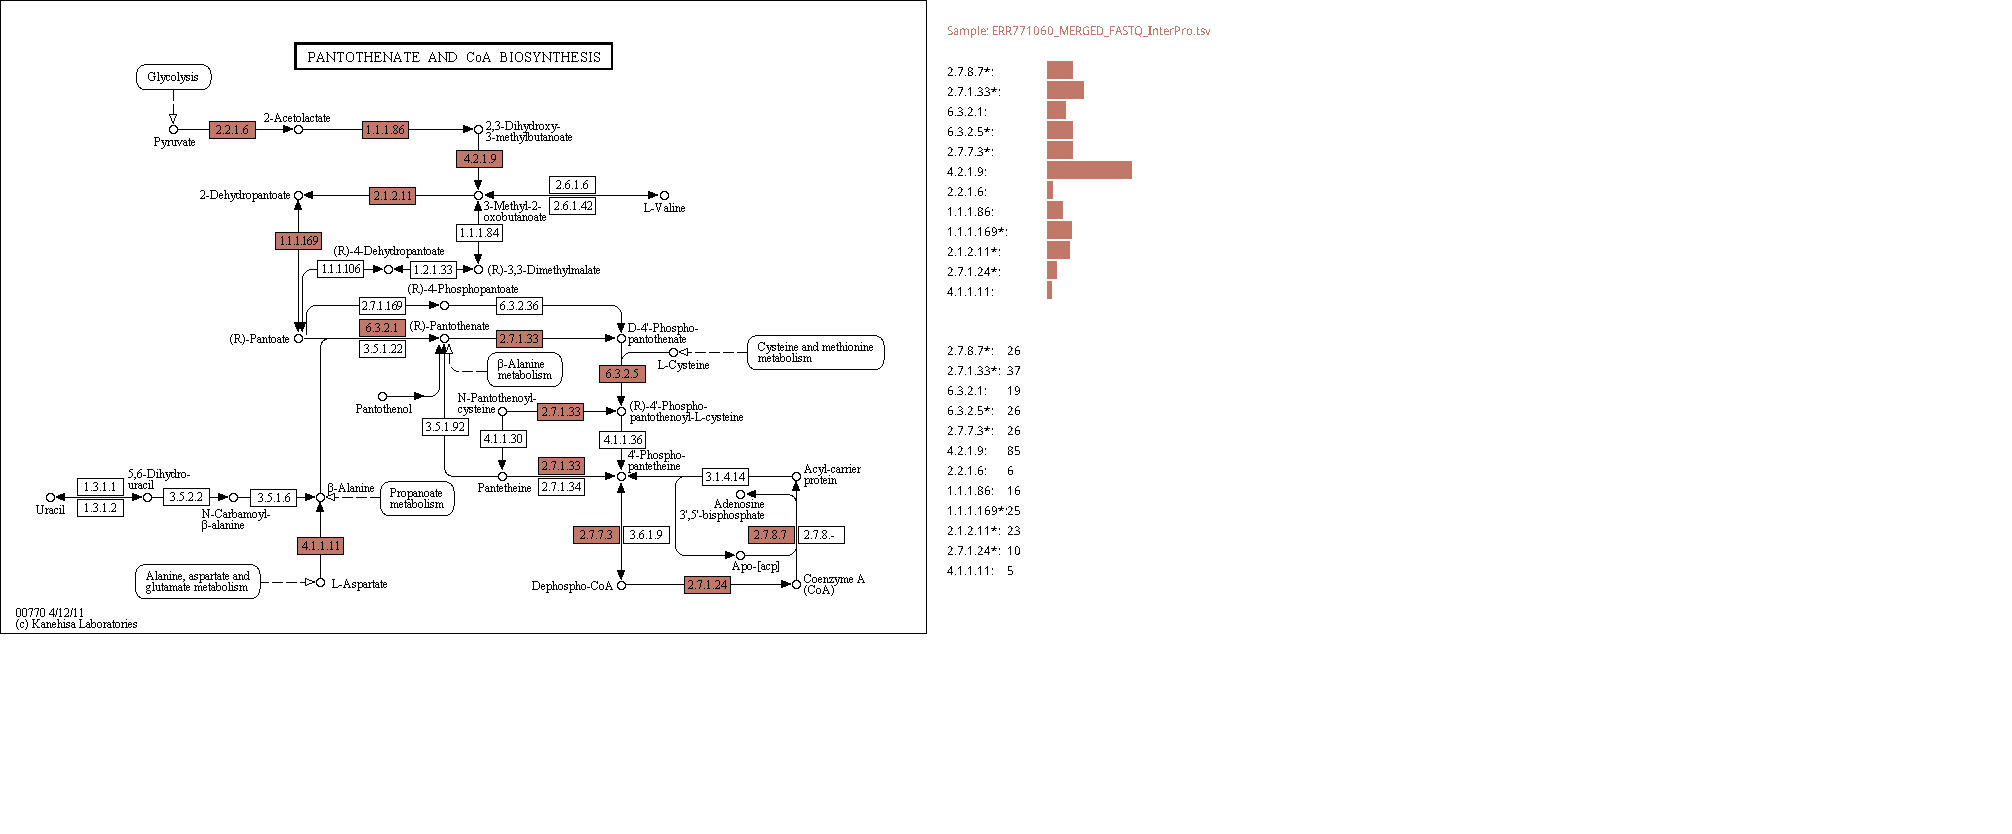 PANTOTHENATE AND CoA BIOSYNTHESIS
Glycolysis
2-Acetolactate
2.2.1.6
1.1.1.86
2,3-Dihydroxy-
3-methylbutanoate
Pyruvate
4.2.1.9
2-Dehydropantoate
2.1.2.11
2.6.1.6
2.6.1.42
3-Methyl-2-
oxobutanoate
L-Valine
1.1.1.84
1.1.1.169
(R)-4-Dehydropantoate
1.1.1.106
1.2.1.33
(R)-3,3-Dimethylmalate
(R)-4-Phosphopantoate
2.7.1.169
6.3.2.36
6.3.2.1
(R)-Pantothenate
D-4'-Phospho-
pantothenate
(R)-Pantoate
2.7.1.33
3.5.1.22
Cysteine and methionine
metabolism
β-Alanine
metabolism
L-Cysteine
6.3.2.5
Pantothenol
N-Pantothenoyl-
cysteine
2.7.1.33
(R)-4'-Phospho-
pantothenoyl-L-cysteine
3.5.1.92
4.1.1.30
4.1.1.36
4'-Phospho-
pantetheine
2.7.1.33
2.7.1.34
Pantetheine
3.1.4.14
Acyl-carrier
protein
Adenosine
3',5'-bisphosphate
5,6-Dihydro-
uracil
1.3.1.1
1.3.1.2
3.5.2.2
3.5.1.6
β-Alanine
Propanoate
metabolism
Uracil
N-Carbamoyl-
β-alanine
2.7.7.3
3.6.1.9
2.7.8.7
2.7.8.-
4.1.1.11
Apo-[acp]
Alanine, aspartate and
glutamate metabolism
L-Aspartate
Dephospho-CoA
2.7.1.24
Coenzyme A
(CoA)
00770 4/12/11
(c) Kanehisa Laboratories
Sample: ERR771060_MERGED_FASTQ_InterPro.tsv
2.7.8.7*:
2.7.1.33*:
6.3.2.1:
6.3.2.5*:
2.7.7.3*:
4.2.1.9:
2.2.1.6:
1.1.1.86:
1.1.1.169*:
2.1.2.11*:
2.7.1.24*:
4.1.1.11:
2.7.8.7*: 26
2.7.1.33*: 37
6.3.2.1: 19
6.3.2.5*: 26
2.7.7.3*: 26
4.2.1.9: 85
2.2.1.6: 6
1.1.1.86: 16
1.1.1.169*:25
2.1.2.11*: 23
2.7.1.24*: 10
4.1.1.11: 5